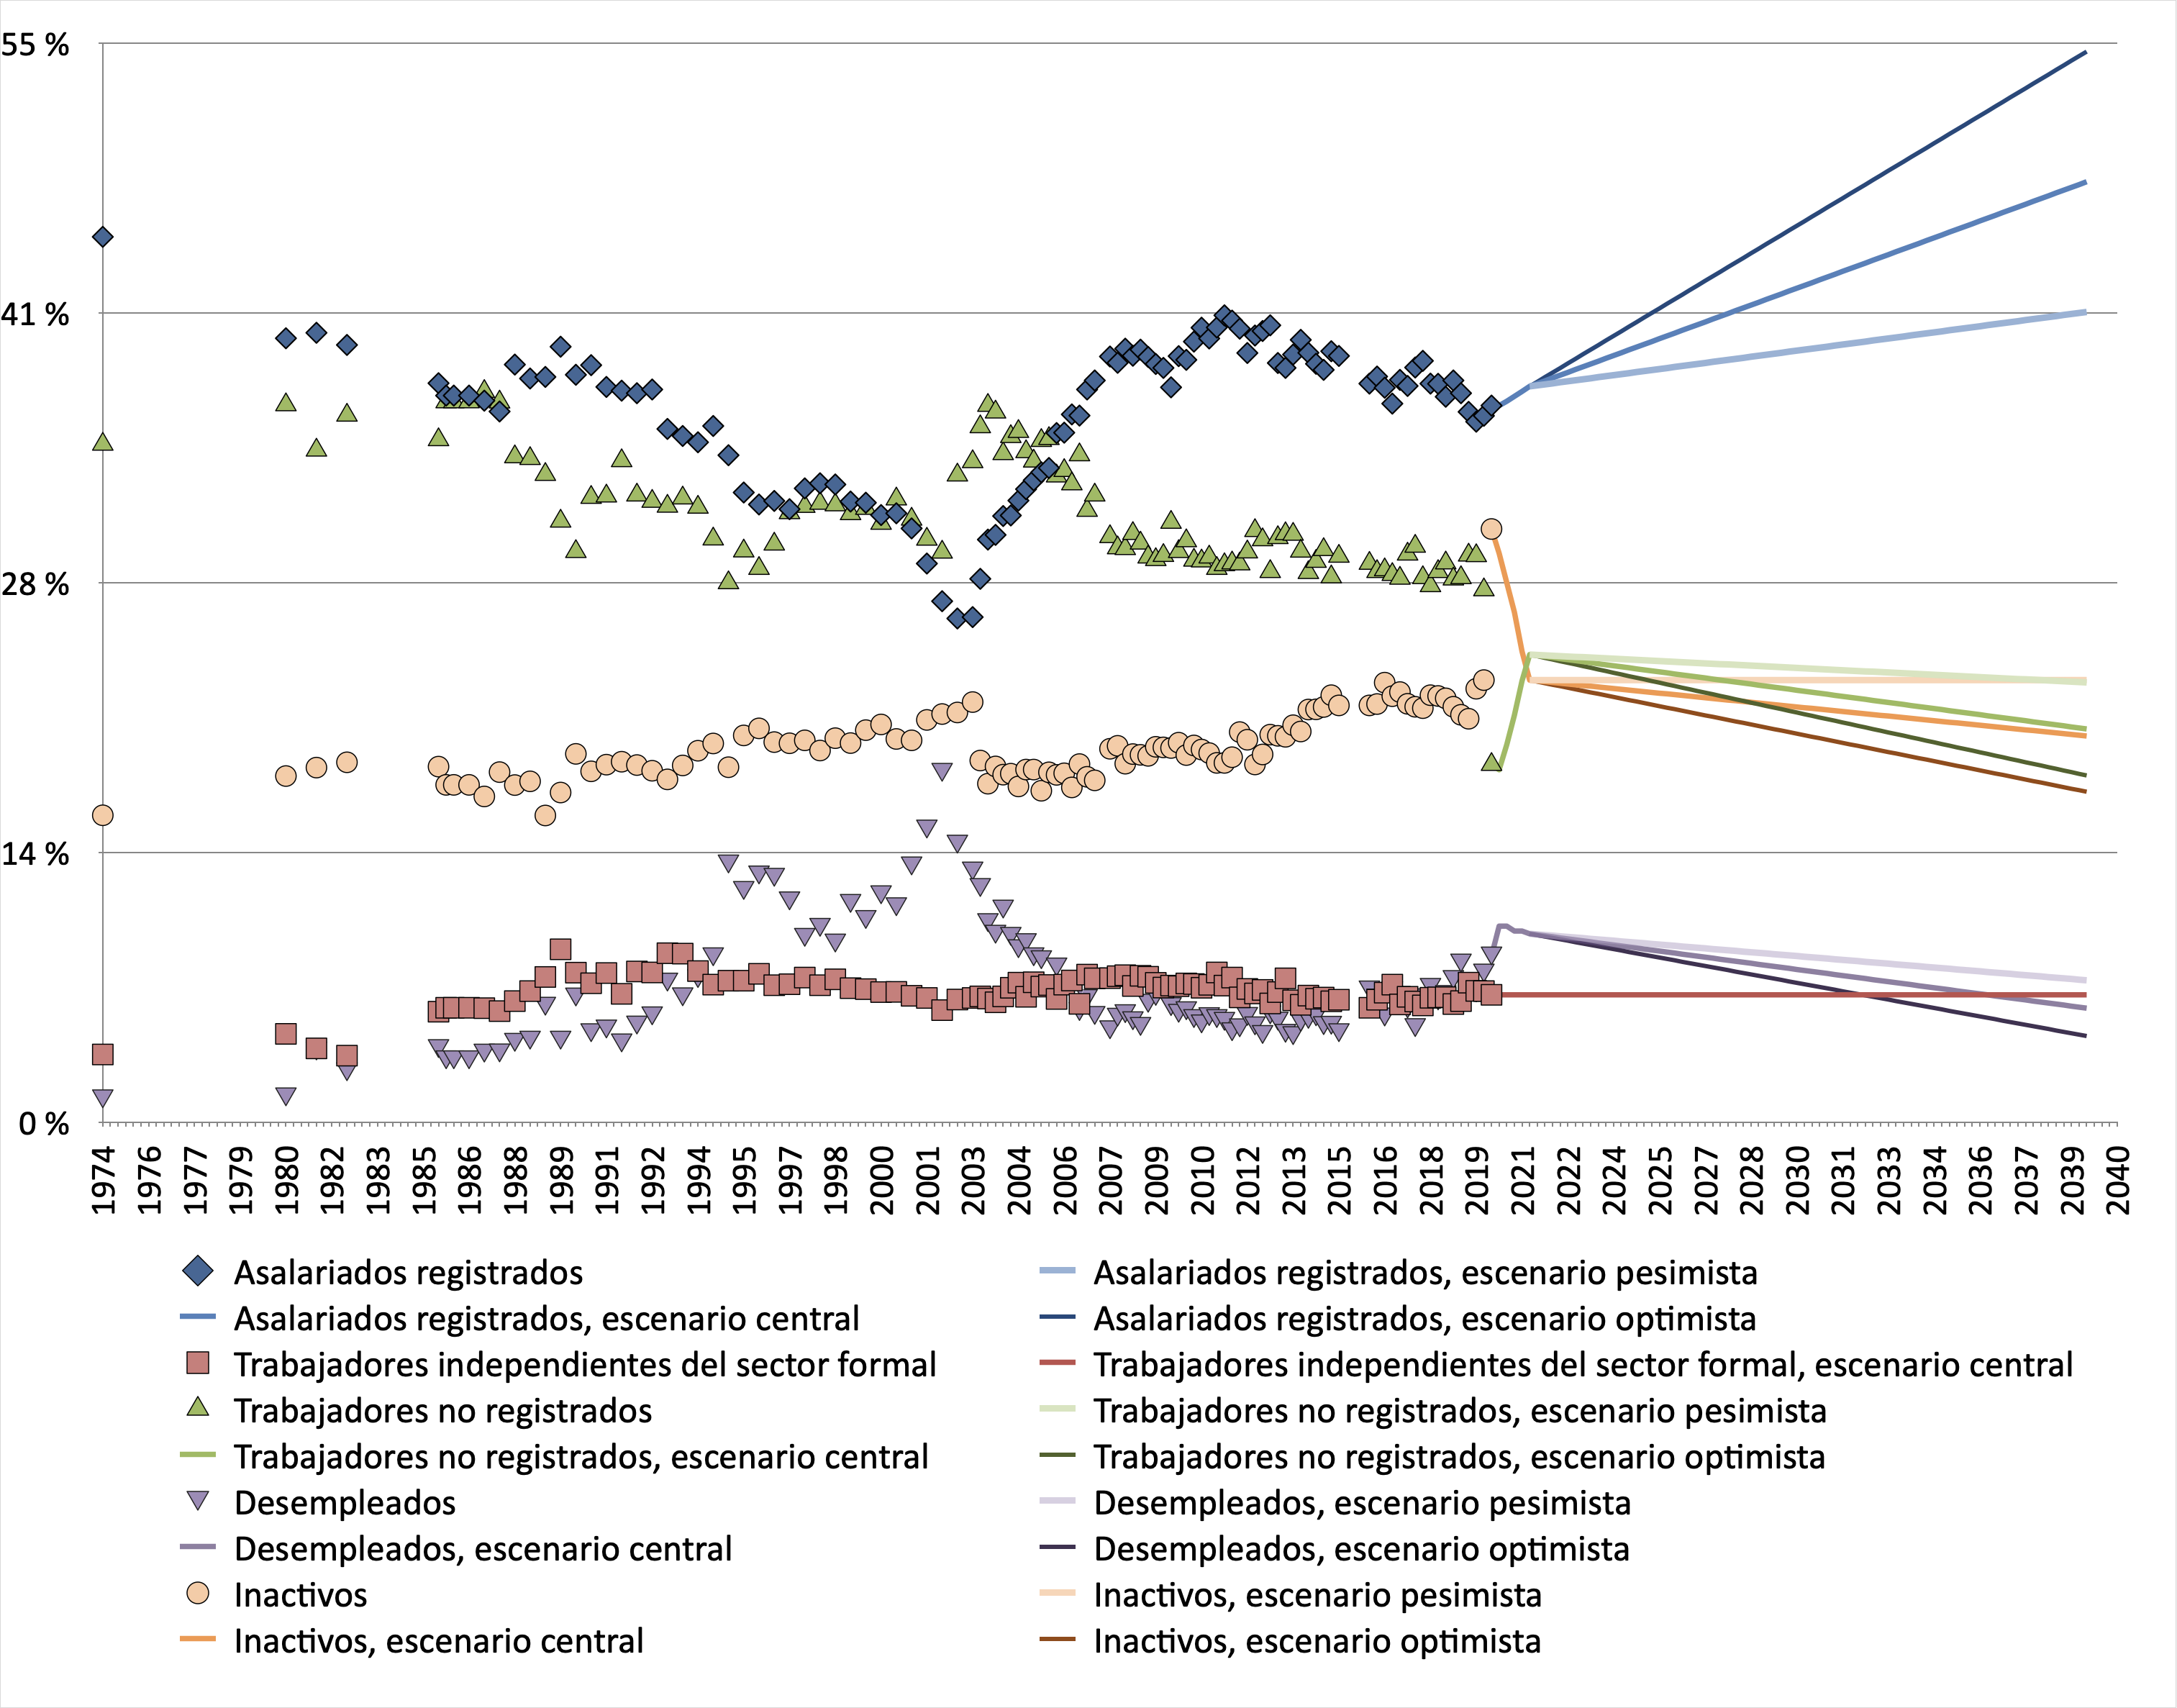 55 %
41 %
28 %
14 %
0 %
1974 1976 1977 1979 1980 1982 1983 1985 1986 1988 1989 1991 1992 1994 1995 1997 1998 2000 2001 2003 2004 2006 2007 2009 2010 2012 2013 2015 2016 2018 2019 2021 2022 2024 2025 2027 2028 2030 2031 2033 2034 2036 2037 2039 2040
Asalariados registrados
Asalariados registrados, escenario pesimista
Asalariados registrados, escenario central
Asalariados registrados, escenario optimista
Trabajadores independientes del sector formal
Trabajadores independientes del sector formal, escenario central
Trabajadores no registrados
Trabajadores no registrados, escenario pesimista
Trabajadores no registrados, escenario central
Trabajadores no registrados, escenario optimista
Desempleados
Desempleados, escenario pesimista
Desempleados, escenario central
Desempleados, escenario optimista
Inactivos
Inactivos, escenario pesimista
Inactivos, escenario central
Inactivos, escenario optimista